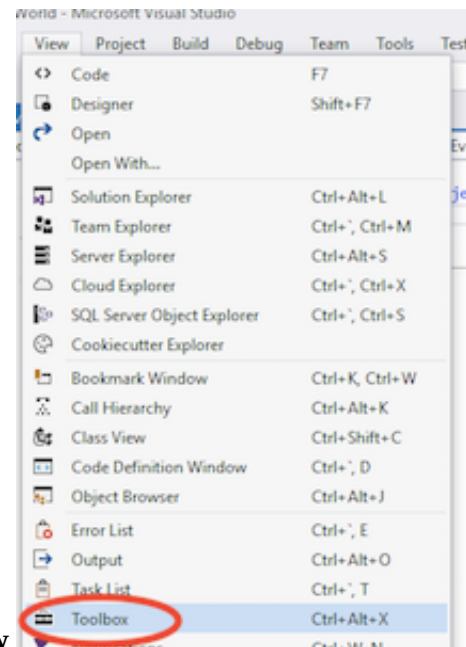 World - Microsoft Visual Studio
View Project Build Debug Team Tools Test
Code F7
Designer Shift+F7
Open
Open With...
Solution Explorer Ctrl+Alt+L
Team Explorer Ctrl+`, Ctrl+M
Server Explorer Ctrl+Alt+S
Cloud Explorer Ctrl+`, Ctrl+X
SQL Server Object Explorer Ctrl+`, Ctrl+S
Cookiecutter Explorer
Bookmark Window Ctrl+K, Ctrl+W
Call Hierarchy Ctrl+Alt+K
Class View Ctrl+Shift+C
Code Definition Window Ctrl+`, D
Object Browser Ctrl+Alt+J
Error List Ctrl+`, E
Output Ctrl+Alt+O
Task List Ctrl+`, T
Toolbox Ctrl+Alt+X
Ctrl+W, N